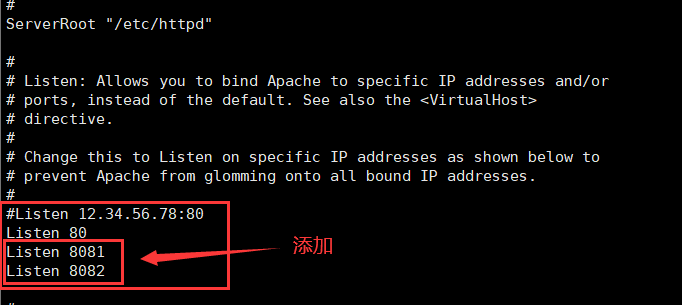 #
ServerRoot "/etc/httpd"
#
# Listen: Allows you to bind Apache to specific IP addresses and/or
# ports, instead of the default. See also the <VirtualHost>
# directive.
#
# Change this to Listen on specific IP addresses as shown below to
# prevent Apache from glomming onto all bound IP addresses.
#
#Listen 12.34.56.78:80
Listen 80
Listen 8081
添加
Listen 8082